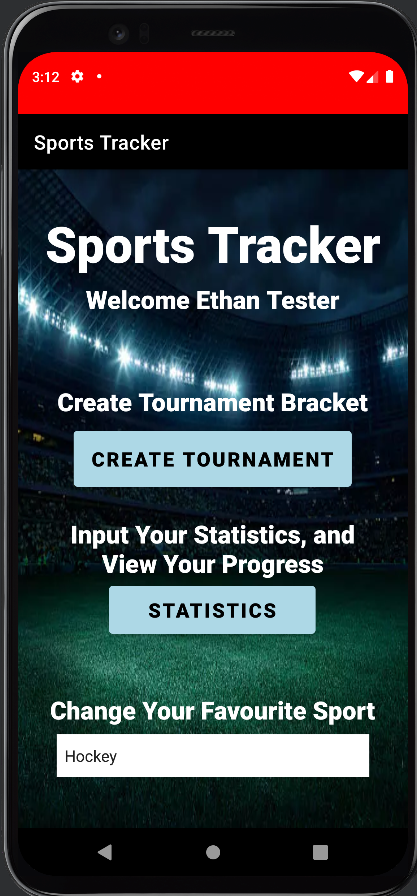 3:12
Sports Tracker
Sports Tracker
Welcome Ethan Tester
Create Tournament Bracket
CREATE TOURNAMENT
Input Your Statistics, and
View Your Progress
STATISTICS
Change Your Favourite Sport
Hockey